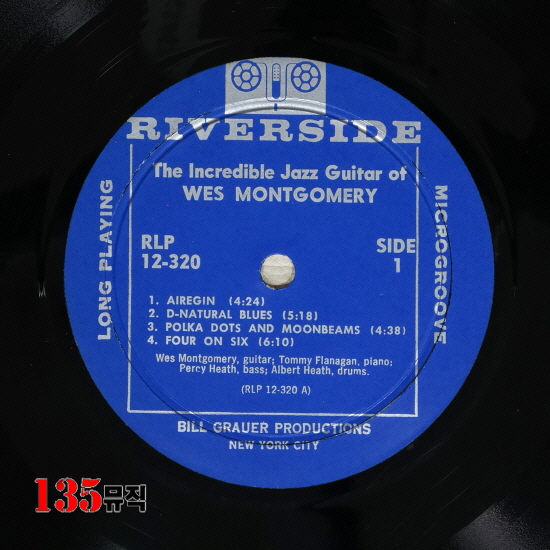 RIVERSIDE
The Incredible Jazz Guitar of
WES MONTGOMERY
LONG PLAYING
MICROGROOVE
RLP
12-320
SIDE
1
1. AIREGIN (4:24)
2. D-NATURAL BLUES (5:18)
3. POLKA DOTS AND MOONBEAMS (4:38)
4. FOUR ON SIX (6:10)
Wes Montgomery, guitar; Tommy Flanagan, piano;
Percy Heath, bass; Albert Heath, drums.
(RLP 12-320 A)
BILL GRAUER PRODUCTIONS
NEW YORK CITY
135뮤직